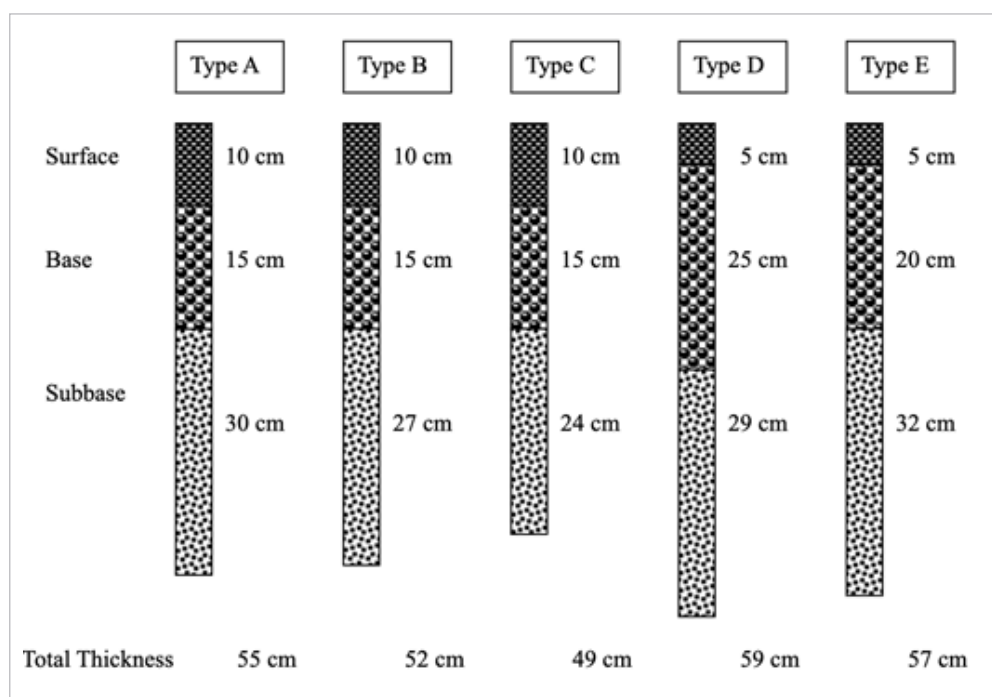 Type A Type B Type C Type D Type E
Surface 10 cm 10 cm 10 cm 5 cm 5 cm
Base 15 cm 15 cm 15 cm 25 cm 20 cm
Subbase
30 cm 27 cm 24 cm 29 cm 32 cm
Total Thickness 55 cm 52 cm 49 cm 59 cm 57 cm